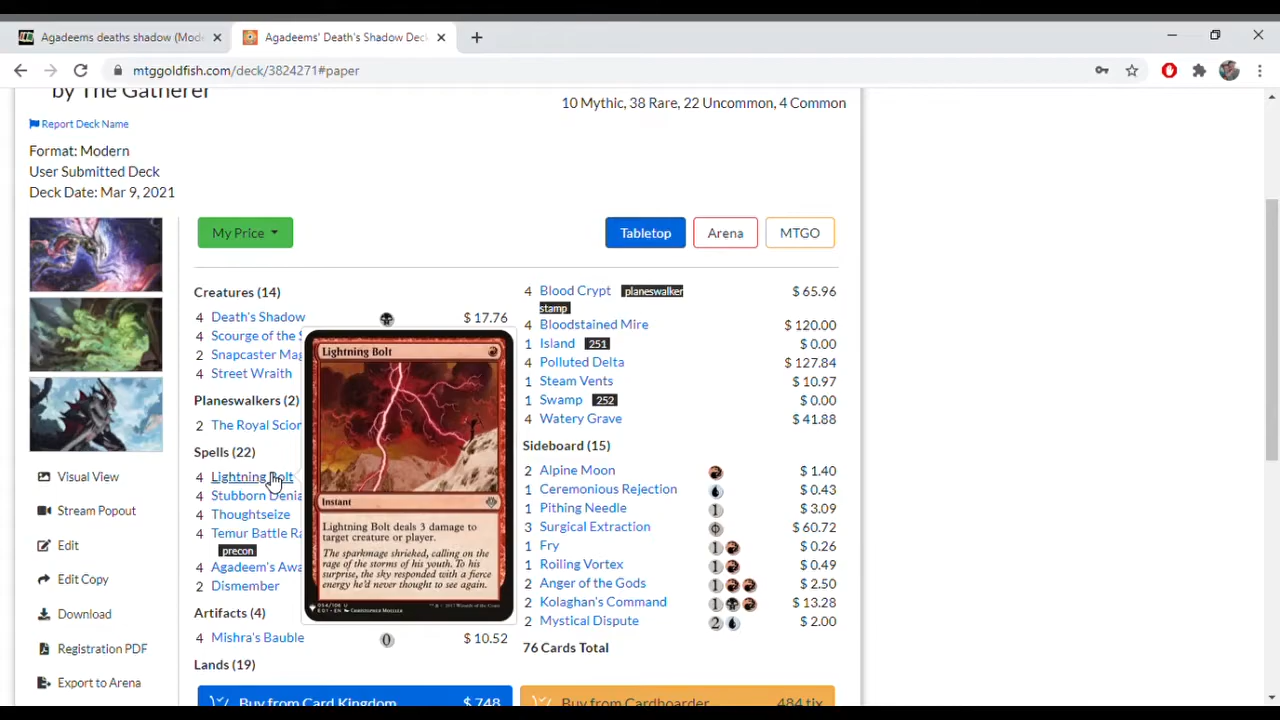 Agadeems deaths shadow (Mod
Agadeems' Death's Shadow Deck
mtggoldfish.com/deck/3824271#paper
by The Gatherer
10 Mythic, 38 Rare, 22 Uncommon, 4 Common
Report Deck Name
Format: Modern
User Submitted Deck
Deck Date: Mar 9, 2021
My Price
Tabletop
Arena
MTGO
Creatures (14)
4 Death's Shadow $ 17.76
4 Scourge of the S
2 Snapcaster Mag
4 Street Wraith
Planeswalkers (2)
2 The Royal Scion
Spells (22)
4 Lightning Bolt
4 Stubborn Denia
4 Thoughtseize
4 Temur Battle Ra
precon
4 Agadeem's Awa
2 Dismember
Artifacts (4)
4 Mishra's Bauble 0 $ 10.52
Lands (19)
Lightning Bolt
Instant
Lightning Bolt deals 3 damage to
target creature or player.
The sparkmage shrieked, calling on the
rage of the storms of his youth. To his
surprise, the sky responded with a fierce
energy he'd never thought to see again.
4 Blood Crypt planeswalker $ 65.96
stamp
4 Bloodstained Mire $ 120.00
1 Island 251 $ 0.00
4 Polluted Delta $ 127.84
1 Steam Vents $ 10.97
1 Swamp 252 $ 0.00
4 Watery Grave $ 41.88
Sideboard (15)
2 Alpine Moon $ 1.40
1 Ceremonious Rejection $ 0.43
1 Pithing Needle 1 $ 3.09
3 Surgical Extraction $ 60.72
1 Fry 1 $ 0.26
1 Roiling Vortex 1 $ 0.49
2 Anger of the Gods 1 $ 2.50
2 Kolaghan's Command 1 $ 13.28
2 Mystical Dispute 2 $ 2.00
76 Cards Total
Visual View
Stream Popout
Edit
Edit Copy
Download
Registration PDF
Export to Arena
Buy from Card Kingdom $ 748
Buy from Cardhoarder 484 tix